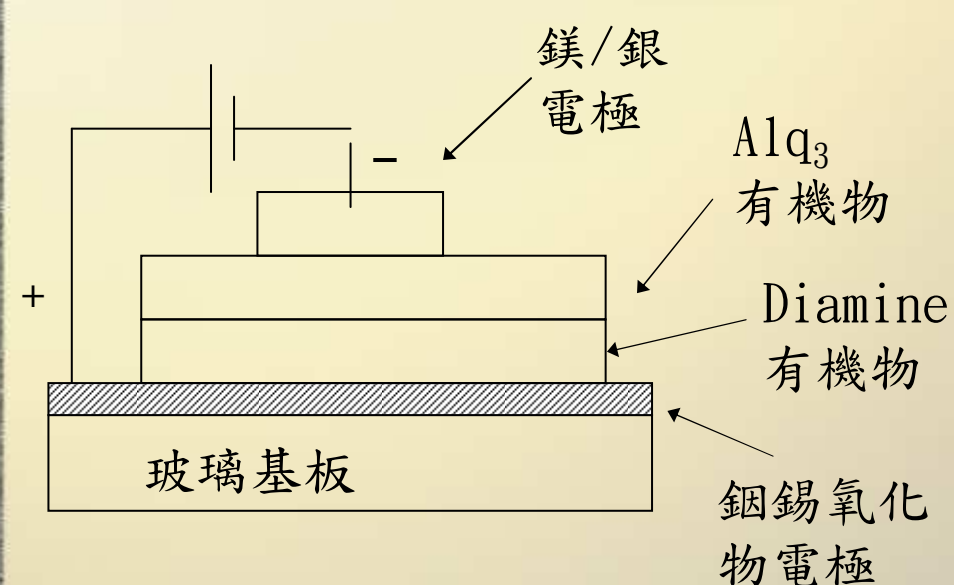 鎂/銀
電極
Alq₃
有機物
−
+
Diamine
有機物
玻璃基板
銦錫氧化
物電極